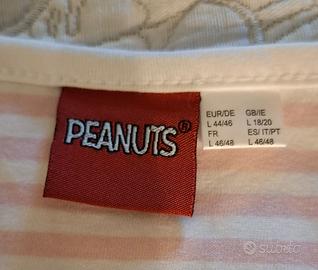 PEANUTS®
EUR/DE GB/IE
L 44/46 L 18/20
FR ES/IT/PT
L 46/48 L 46/48
subito